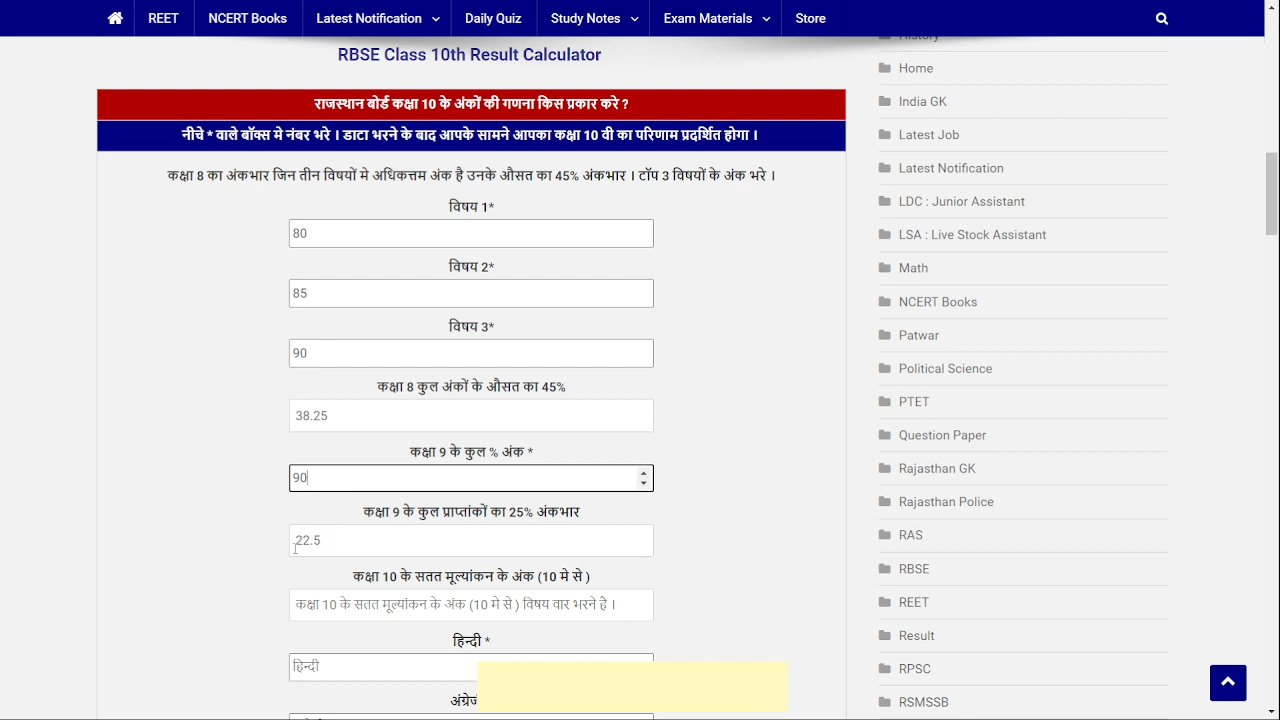 REET
NCERT Books
Latest Notification
Daily Quiz
Study Notes
Exam Materials
Store
RBSE Class 10th Result Calculator
राजस्थान बोर्ड कक्षा 10 के अंकों की गणना किस प्रकार करे ?
नीचे * वाले बॉक्स मे नंबर भरे । डाटा भरने के बाद आपके सामने आपका कक्षा 10 वी का परिणाम प्रदर्शित होगा ।
कक्षा 8 का अंकभार जिन तीन विषयों मे अधिकत्तम अंक है उनके औसत का 45% अंकभार । टॉप 3 विषयों के अंक भरे ।
विषय 1*
80
विषय 2*
85
विषय 3*
90
कक्षा 8 कुल अंकों के औसत का 45%
38.25
कक्षा 9 के कुल % अंक *
90
कक्षा 9 के कुल प्राप्तांकों का 25% अंकभार
22.5
कक्षा 10 के सतत मूल्यांकन के अंक (10 मे से )
कक्षा 10 के सतत मूल्यांकन के अंक (10 मे से ) विषय वार भरने है ।
हिन्दी *
हिन्दी
History
Home
India GK
Latest Job
Latest Notification
LDC : Junior Assistant
LSA : Live Stock Assistant
Math
NCERT Books
Patwar
Political Science
PTET
Question Paper
Rajasthan GK
Rajasthan Police
RAS
RBSE
REET
Result
RPSC
RSMSSB